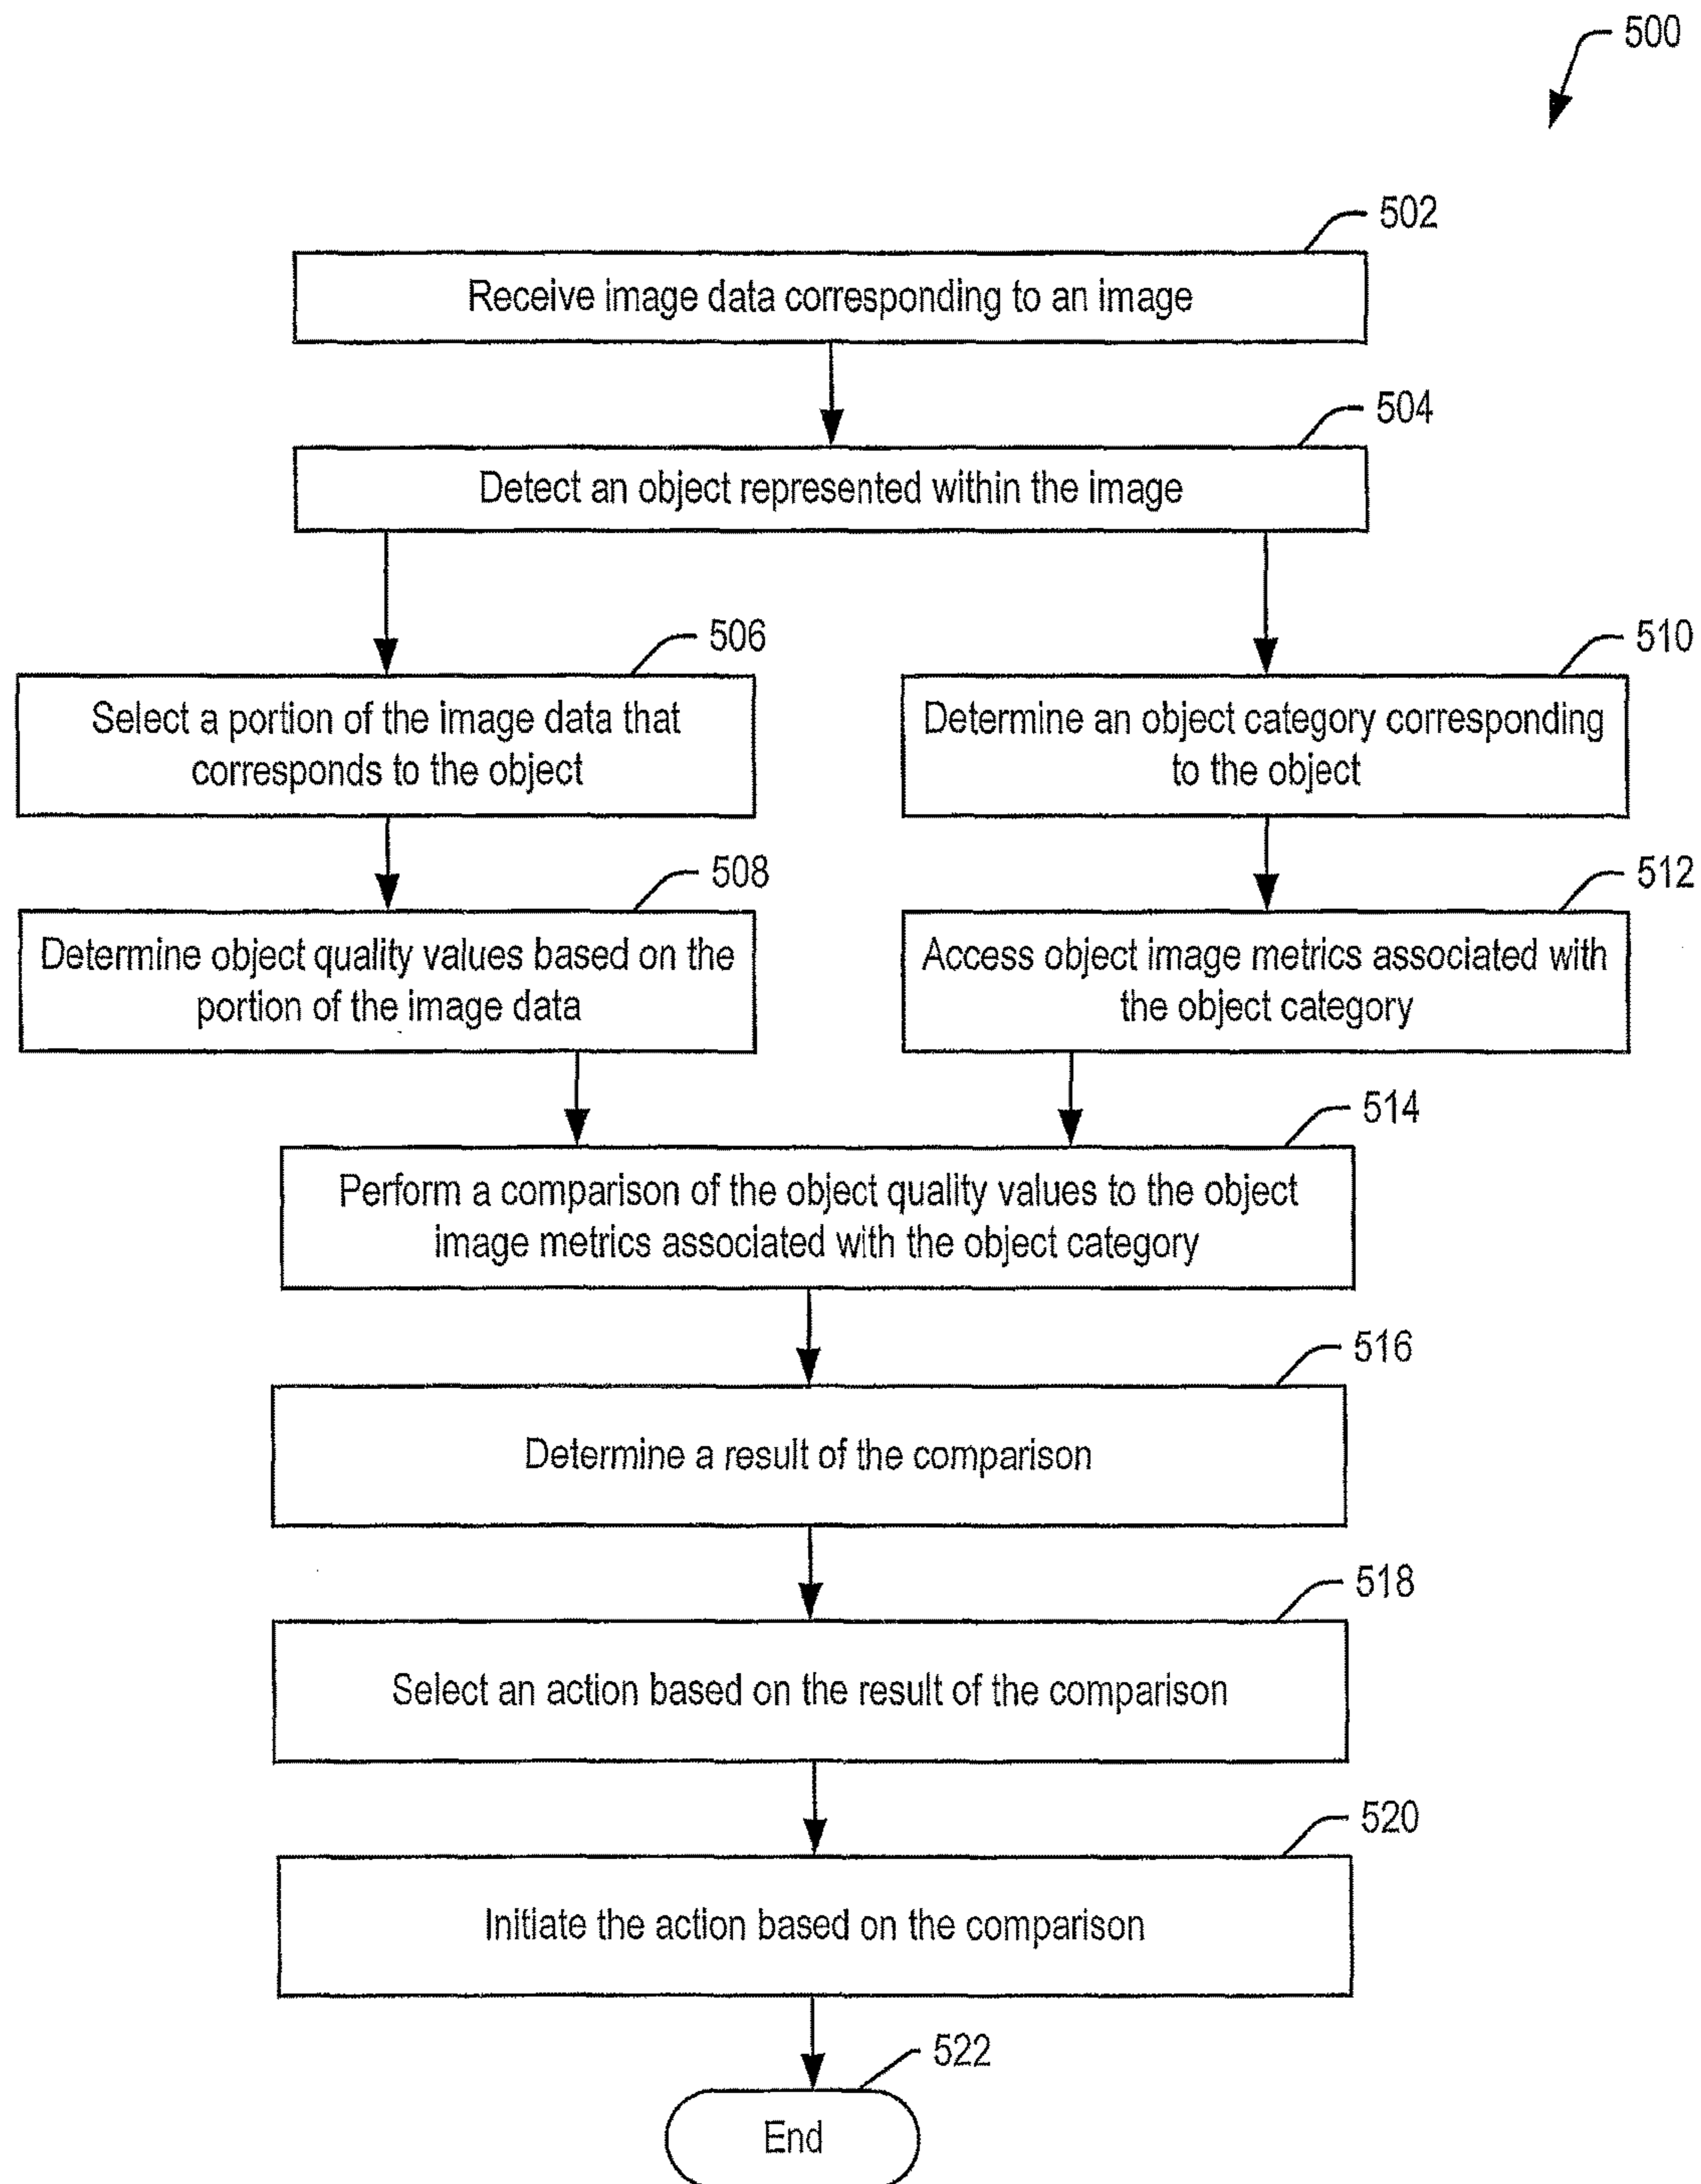 500
502
Receive image data corresponding to an image
504
Detect an object represented within the image
506
Select a portion of the image data that
corresponds to the object
510
Determine an object category corresponding
to the object
508
Determine object quality values based on the
portion of the image data
512
Access object image metrics associated with
the object category
514
Perform a comparison of the object quality values to the object
image metrics associated with the object category
516
Determine a result of the comparison
518
Select an action based on the result of the comparison
520
Initiate the action based on the comparison
522
End